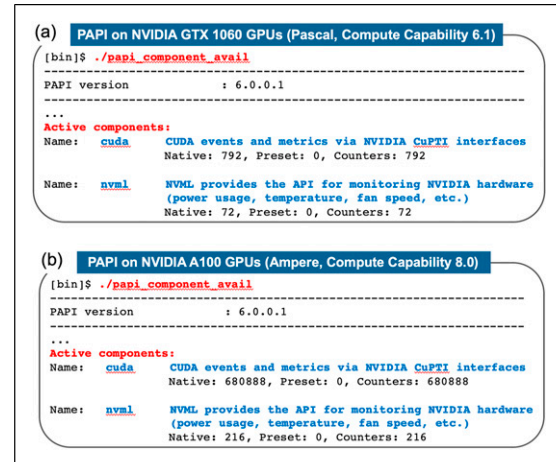 (a) PAPI on NVIDIA GTX 1060 GPUs (Pascal, Compute Capability 6.1)
[bin]$ ./papi_component_avail
--------------------------------------------------------------------------------
PAPI version : 6.0.0.1
--------------------------------------------------------------------------------
...
Active components:
Name: cuda CUDA events and metrics via NVIDIA CuPTI interfaces
Native: 792, Preset: 0, Counters: 792
Name: nvml NVML provides the API for monitoring NVIDIA hardware
(power usage, temperature, fan speed, etc.)
Native: 72, Preset: 0, Counters: 72
(b) PAPI on NVIDIA A100 GPUs (Ampere, Compute Capability 8.0)
[bin]$ ./papi_component_avail
--------------------------------------------------------------------------------
PAPI version : 6.0.0.1
--------------------------------------------------------------------------------
...
Active components:
Name: cuda CUDA events and metrics via NVIDIA CuPTI interfaces
Native: 680888, Preset: 0, Counters: 680888
Name: nvml NVML provides the API for monitoring NVIDIA hardware
(power usage, temperature, fan speed, etc.)
Native: 216, Preset: 0, Counters: 216